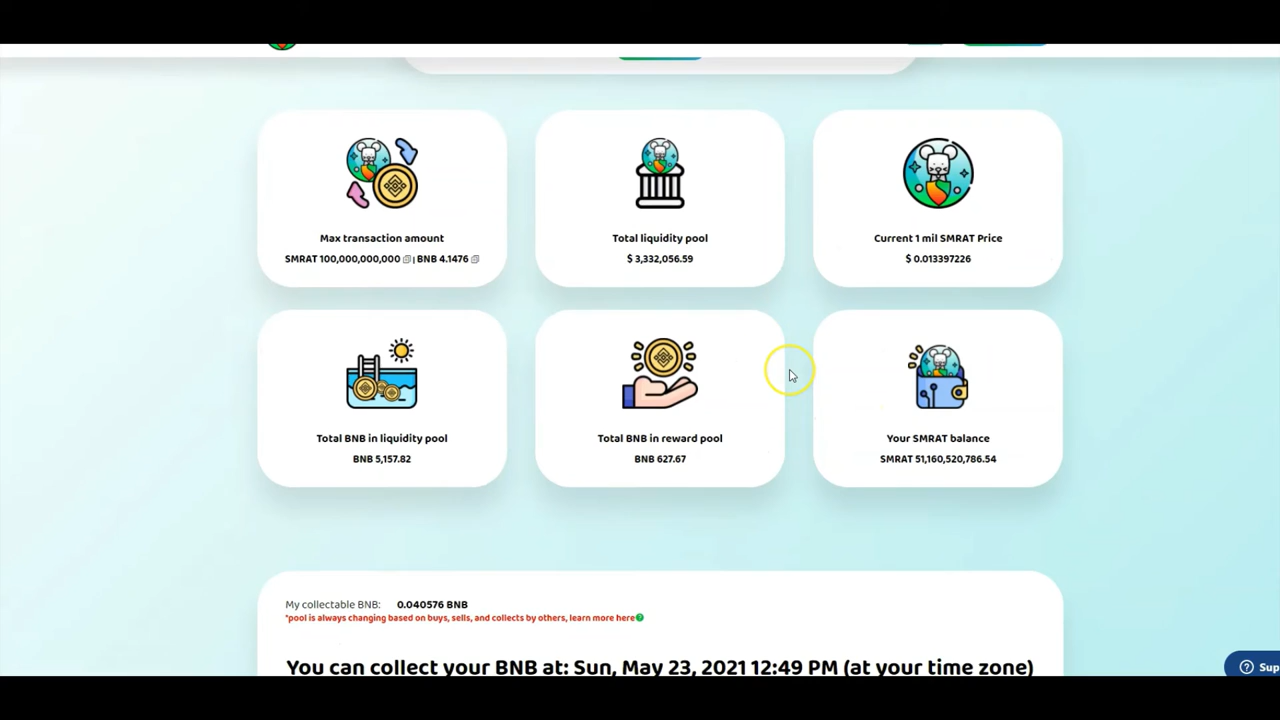 Max transaction amount
SMRAT 100,000,000,000 | BNB 4.1476
Total liquidity pool
$ 3,332,056.59
Current 1 mil SMRAT Price
$ 0.013397226
Total BNB in liquidity pool
BNB 5,157.82
Total BNB in reward pool
BNB 627.67
Your SMRAT balance
SMRAT 51,160,520,786.54
My collectable BNB: 0.040576 BNB
*pool is always changing based on buys, sells, and collects by others, learn more here?
You can collect your BNB at: Sun, May 23, 2021 12:49 PM (at your time zone)
? Sup